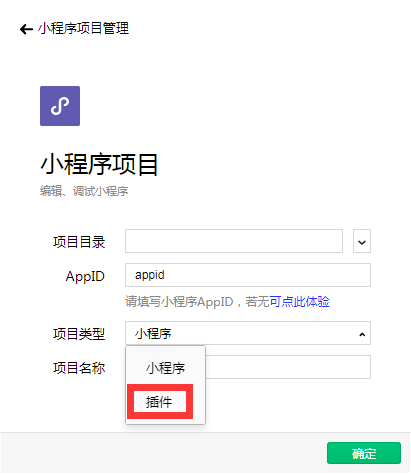 小程序项目管理
小程序项目
编辑、调试小程序
项目目录
AppID appid
请填写小程序AppID，若无可点此体验
项目类型 小程序
小程序
项目名称
插件
确定